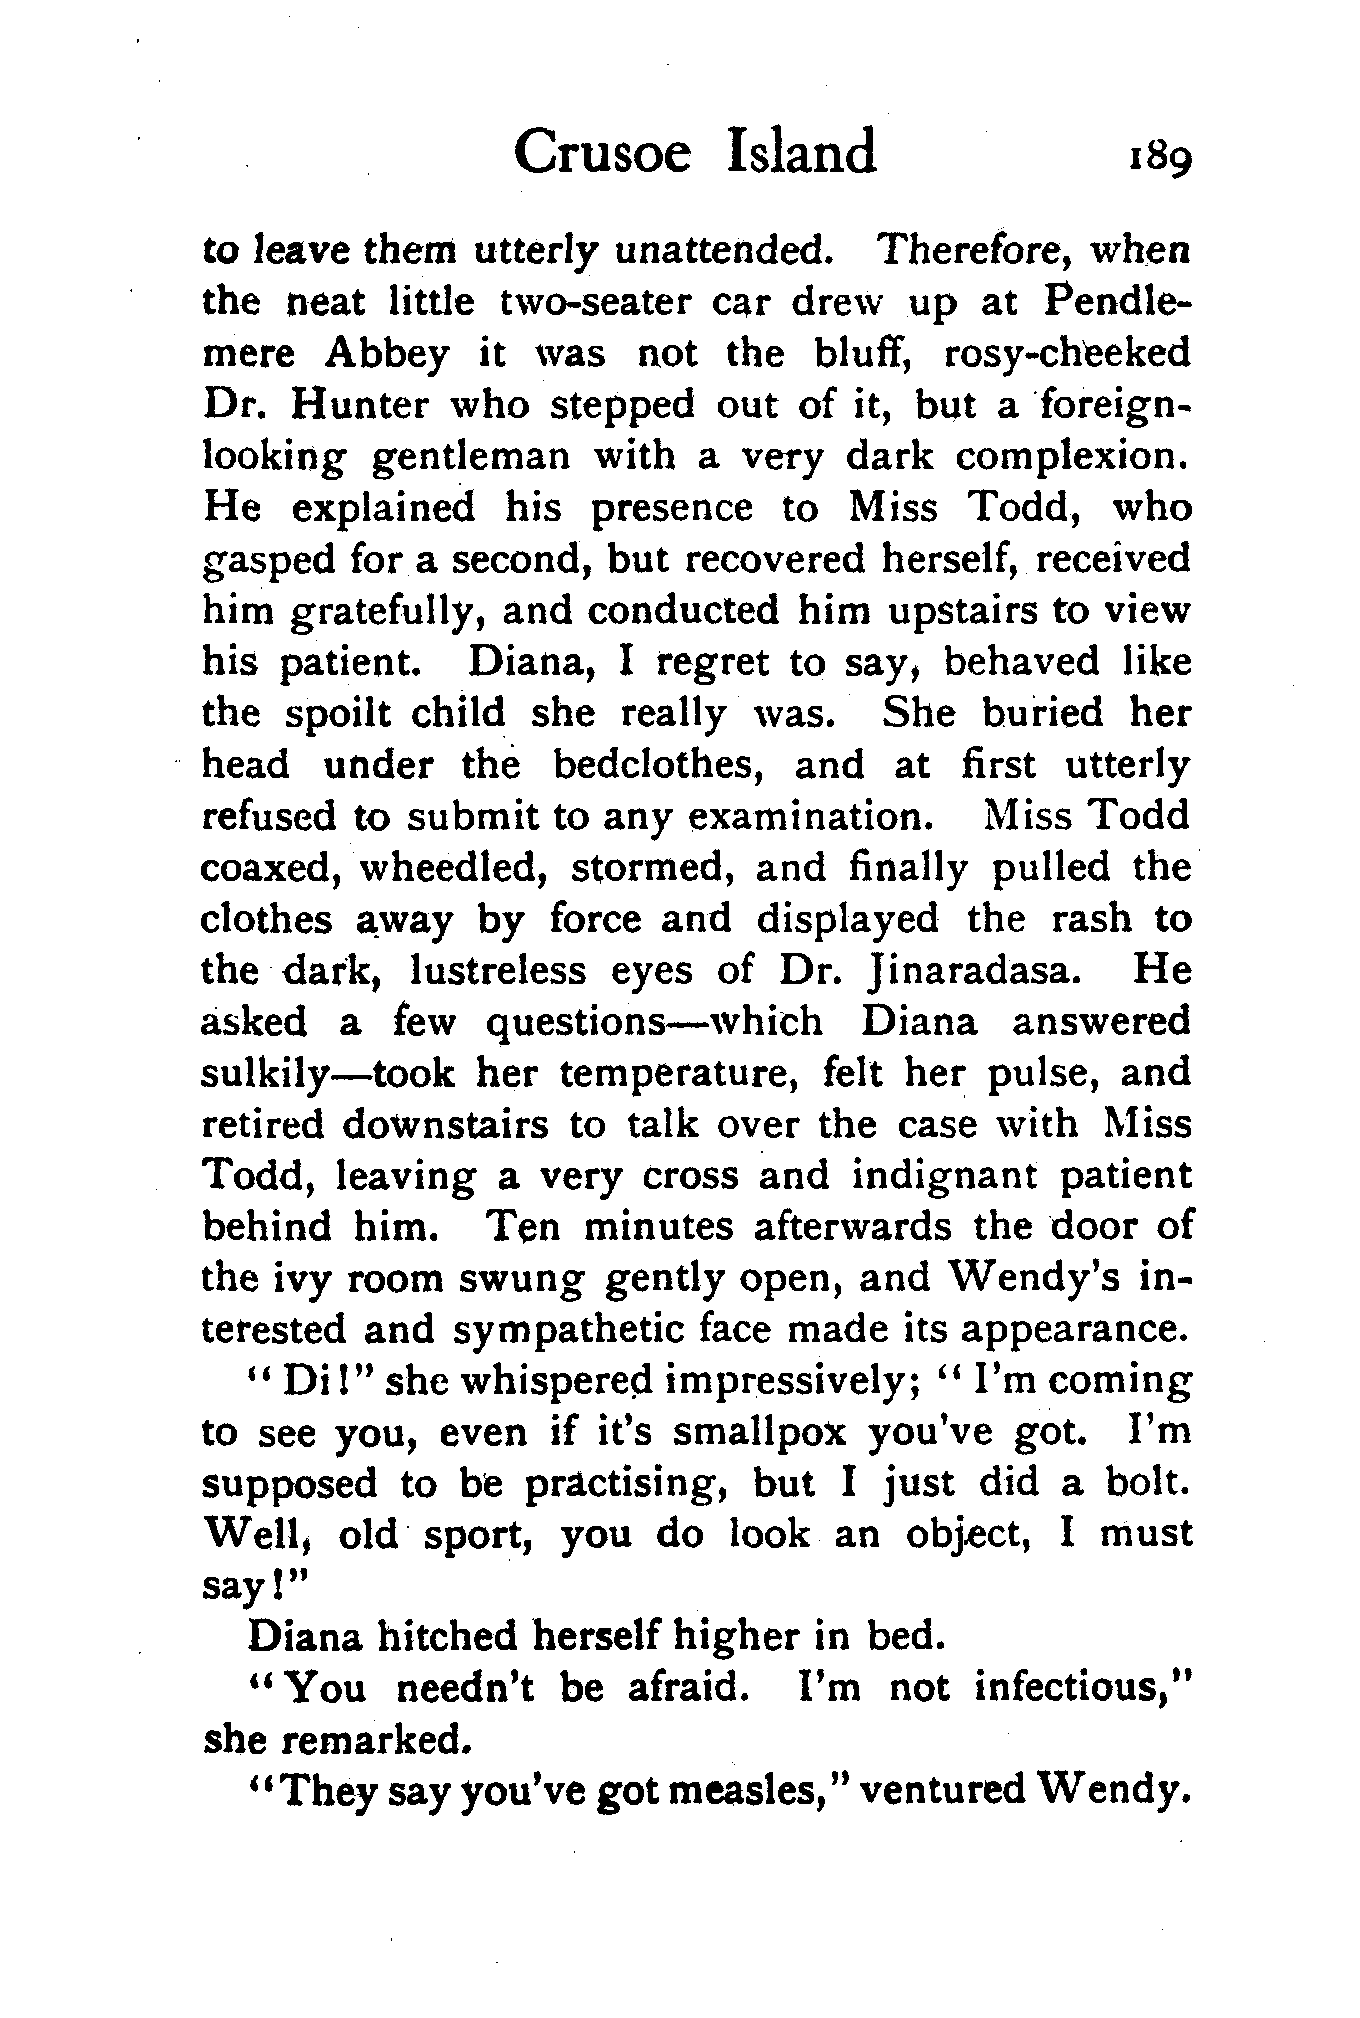 Crusoe Island 189
to leave them utterly unattended. Therefore, when
the neat little two-seater car drew up at Pendle-
mere Abbey it was not the bluff, rosy-cheeked
Dr. Hunter who stepped out of it, but a foreign-
looking gentleman with a very dark complexion.
He explained his presence to Miss Todd, who
gasped for a second, but recovered herself, received
him gratefully, and conducted him upstairs to view
his patient. Diana, I regret to say, behaved like
the spoilt child she really was. She buried her
head under the bedclothes, and at first utterly
refused to submit to any examination. Miss Todd
coaxed, wheedled, stormed, and finally pulled the
clothes away by force and displayed the rash to
the dark, lustreless eyes of Dr. Jinaradasa. He
asked a few questions—which Diana answered
sulkily—took her temperature, felt her pulse, and
retired downstairs to talk over the case with Miss
Todd, leaving a very cross and indignant patient
behind him. Ten minutes afterwards the door of
the ivy room swung gently open, and Wendy's in-
terested and sympathetic face made its appearance.
"Di!" she whispered impressively; "I'm coming
to see you, even if it's smallpox you've got. I'm
supposed to be practising, but I just did a bolt.
Well, old sport, you do look an object, I must
say!"
Diana hitched herself higher in bed.
"You needn't be afraid. I'm not infectious,"
she remarked.
"They say you've got measles," ventured Wendy.